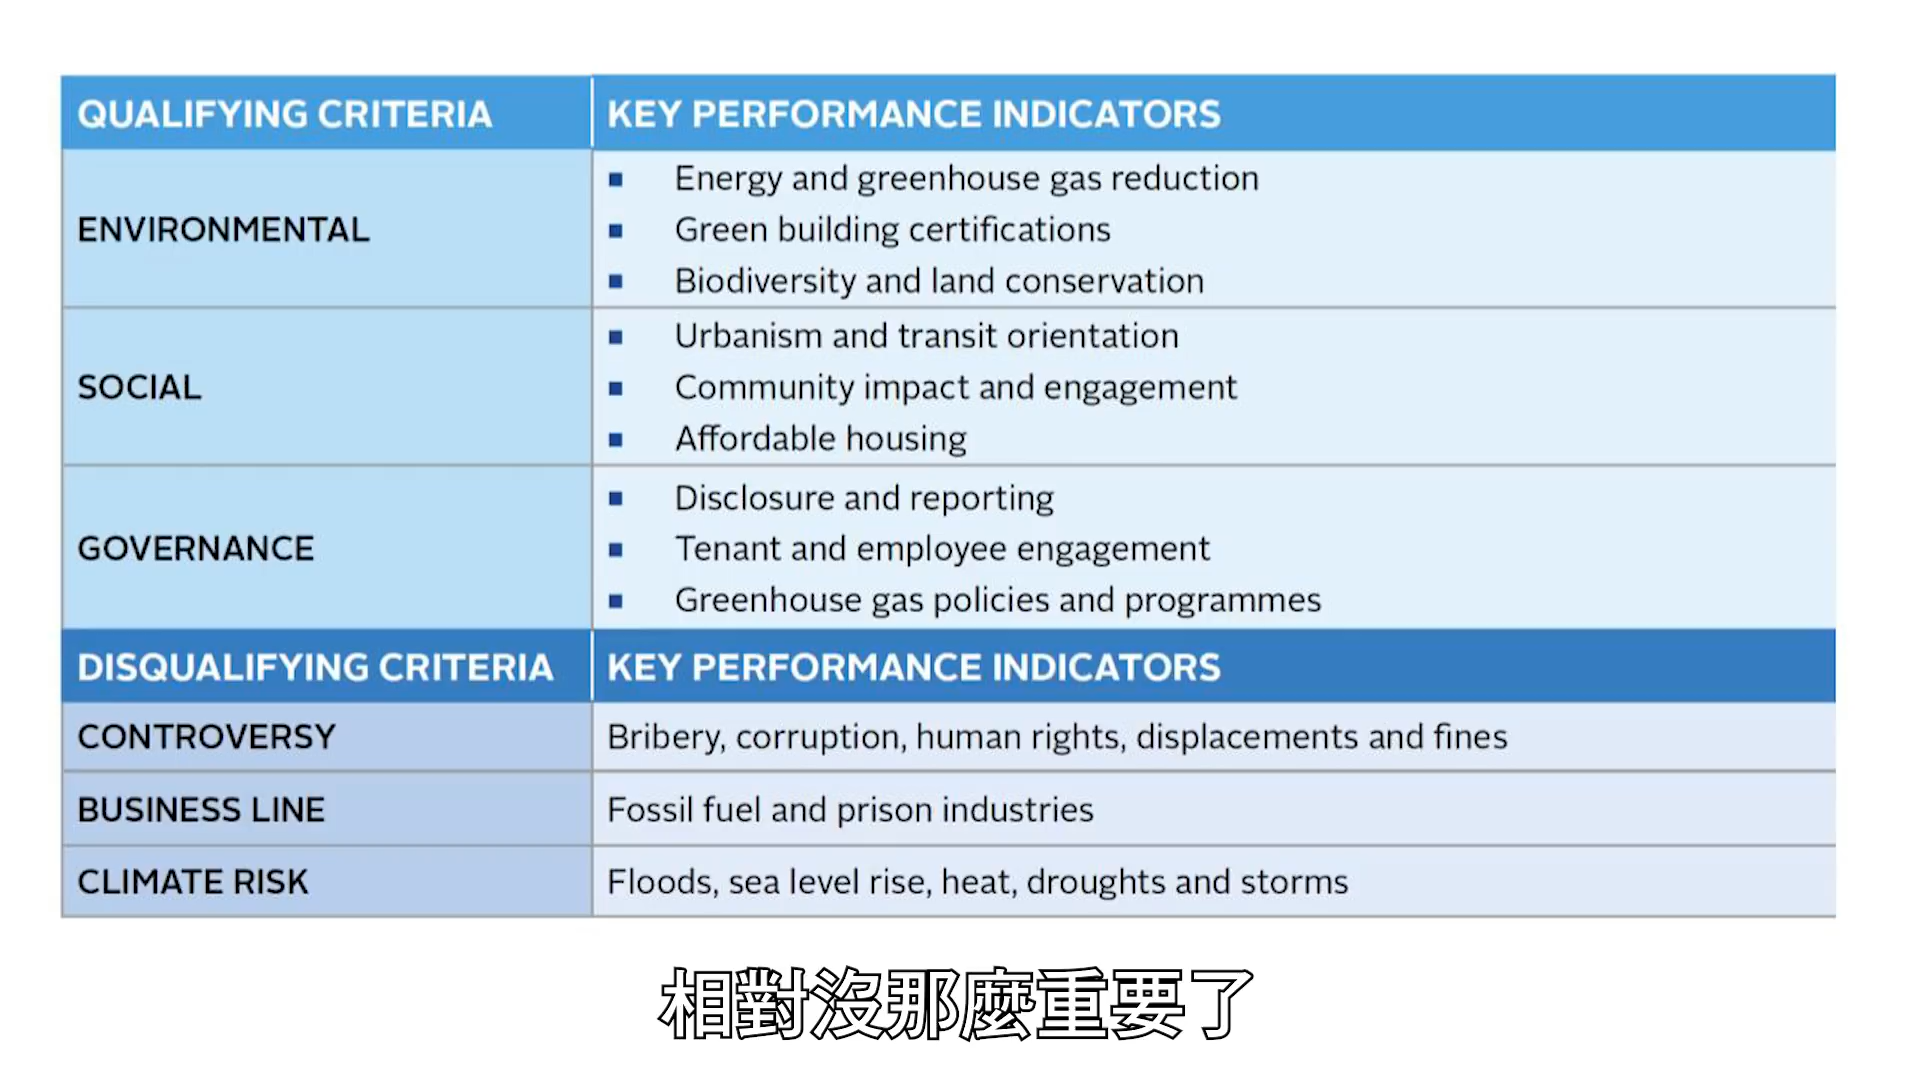 QUALIFYING CRITERIA
KEY PERFORMANCE INDICATORS
ENVIRONMENTAL
Energy and greenhouse gas reduction
Green building certifications
Biodiversity and land conservation
SOCIAL
Urbanism and transit orientation
Community impact and engagement
Affordable housing
GOVERNANCE
Disclosure and reporting
Tenant and employee engagement
Greenhouse gas policies and programmes
DISQUALIFYING CRITERIA
KEY PERFORMANCE INDICATORS
CONTROVERSY
Bribery, corruption, human rights, displacements and fines
BUSINESS LINE
Fossil fuel and prison industries
CLIMATE RISK
Floods, sea level rise, heat, droughts and storms
相對沒那麼重要了